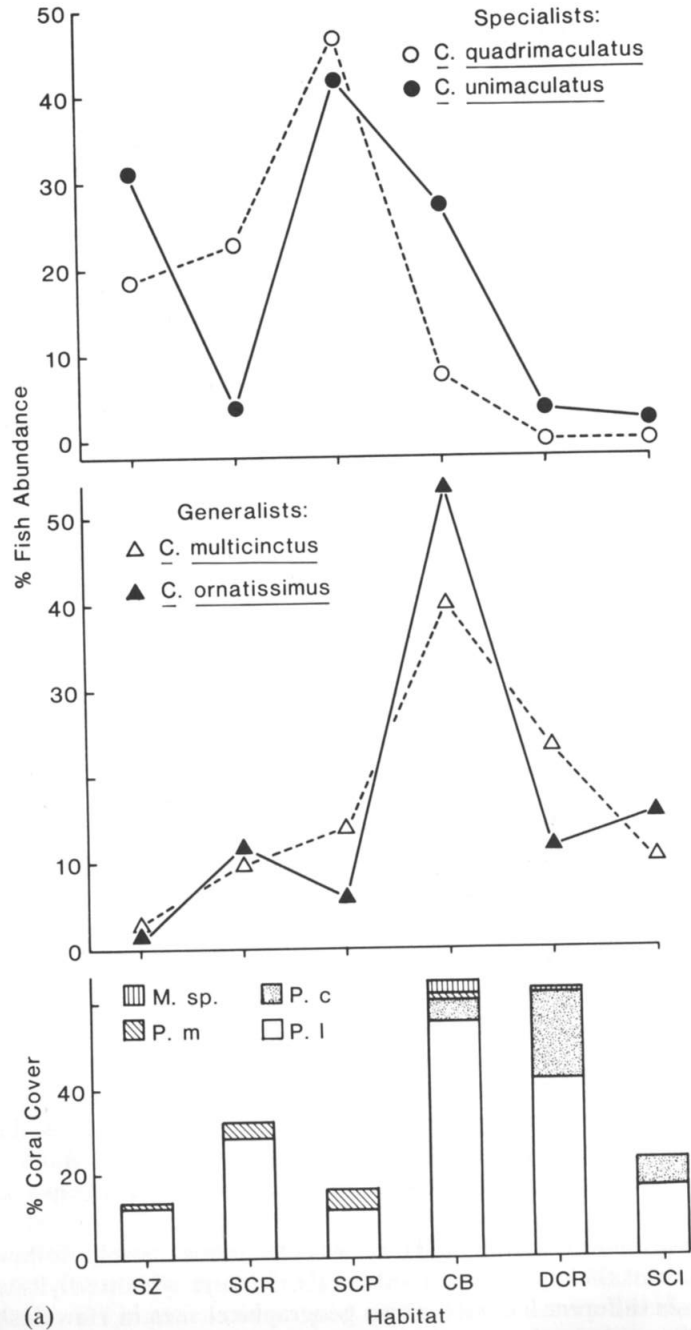 50
40
30
20
10
0
Specialists:
C. quadrimaculatus
C. unimaculatus
% Fish Abundance
50
40
30
10
0
Generalists:
C. multicinctus
C. ornatissimus
% Coral Cover
40
20
0
M. sp. P. c
P. m P. l
SZ SCR SCP CB DGR SCI
(a) Habitat